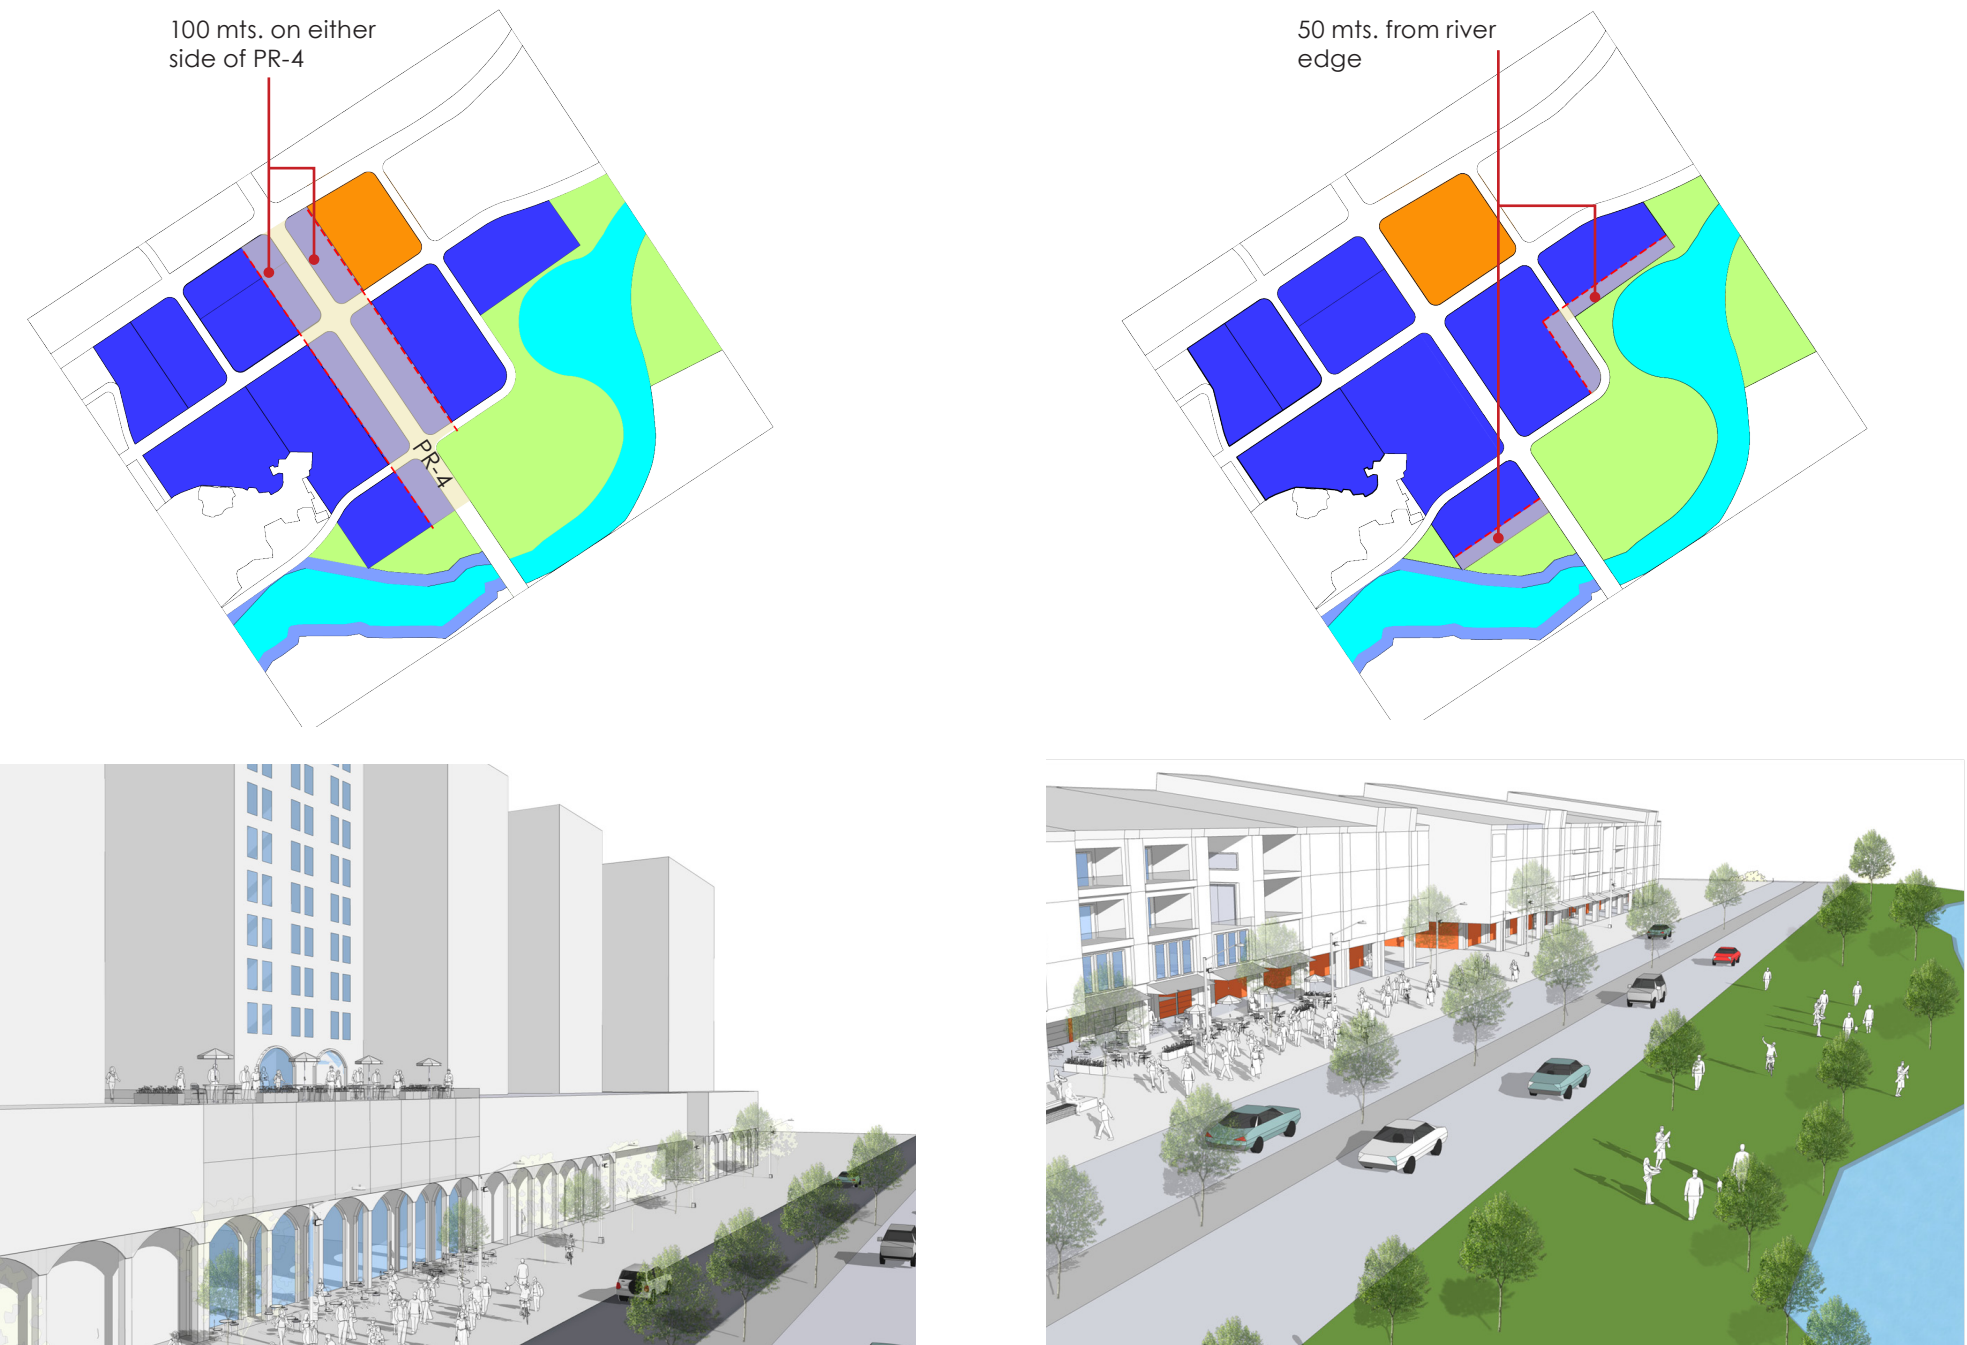 100 mts. on either
side of PR-4
50 mts. from river
edge
PR-4